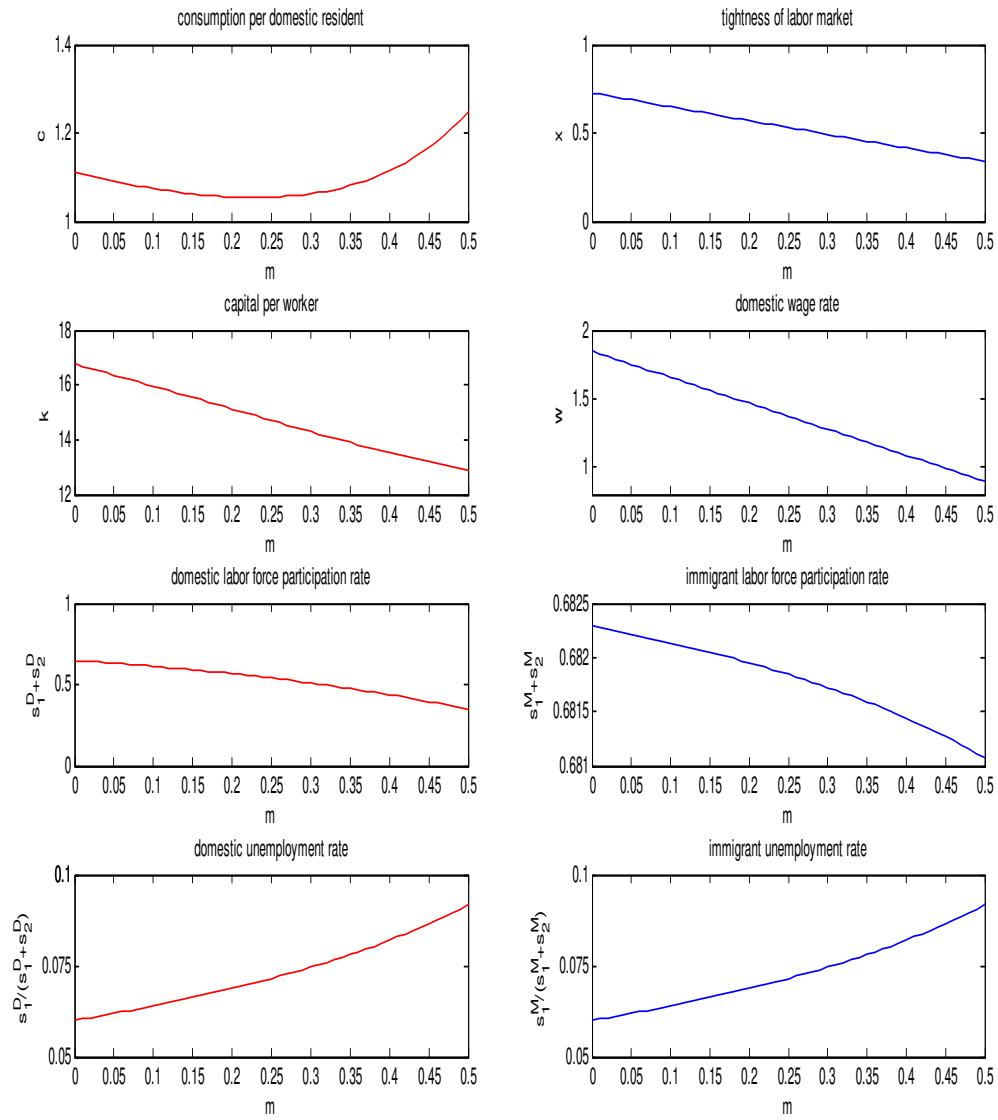 consumption per domestic resident
1.4
1.2
1
c
0 0.05 0.1 0.15 0.2 0.25 0.3 0.35 0.4 0.45 0.5
m
tightness of labor market
1
0.5
0
x
0 0.05 0.1 0.15 0.2 0.25 0.3 0.35 0.4 0.45 0.5
m
capital per worker
18
16
14
12
k
0 0.05 0.1 0.15 0.2 0.25 0.3 0.35 0.4 0.45 0.5
m
domestic wage rate
2
1.5
1
w
0 0.05 0.1 0.15 0.2 0.25 0.3 0.35 0.4 0.45 0.5
m
domestic labor force participation rate
1
0.5
0
s_1^D+s_2^D
0 0.05 0.1 0.15 0.2 0.25 0.3 0.35 0.4 0.45 0.5
m
immigrant labor force participation rate
0.6825
0.682
0.6815
0.681
s_1^M+s_2^M
0 0.05 0.1 0.15 0.2 0.25 0.3 0.35 0.4 0.45 0.5
m
domestic unemployment rate
0.1
0.075
0.05
s_1^D/(s_1^D+s_2^D)
0 0.05 0.1 0.15 0.2 0.25 0.3 0.35 0.4 0.45 0.5
m
immigrant unemployment rate
0.1
0.075
0.05
s_1^M/(s_1^M+s_2^M)
0 0.05 0.1 0.15 0.2 0.25 0.3 0.35 0.4 0.45 0.5
m